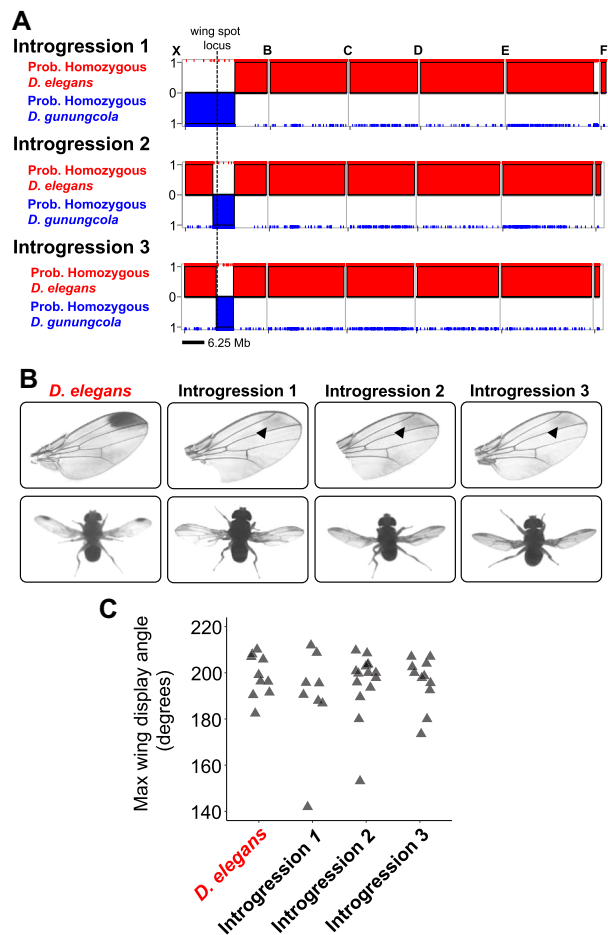 A
wing spot
locus
X B C D E F
Introgression 1
Prob. Homozygous
D. elegans
Prob. Homozygous
D. gunungcola
1
0
1
Introgression 2
Prob. Homozygous
D. elegans
Prob. Homozygous
D. gunungcola
1
0
1
Introgression 3
Prob. Homozygous
D. elegans
Prob. Homozygous
D. gunungcola
1
0
1
6.25 Mb
B
D. elegans Introgression 1 Introgression 2 Introgression 3
C
Max wing display angle
(degrees)
220
200
180
160
140
D. elegans
Introgression 1
Introgression 2
Introgression 3